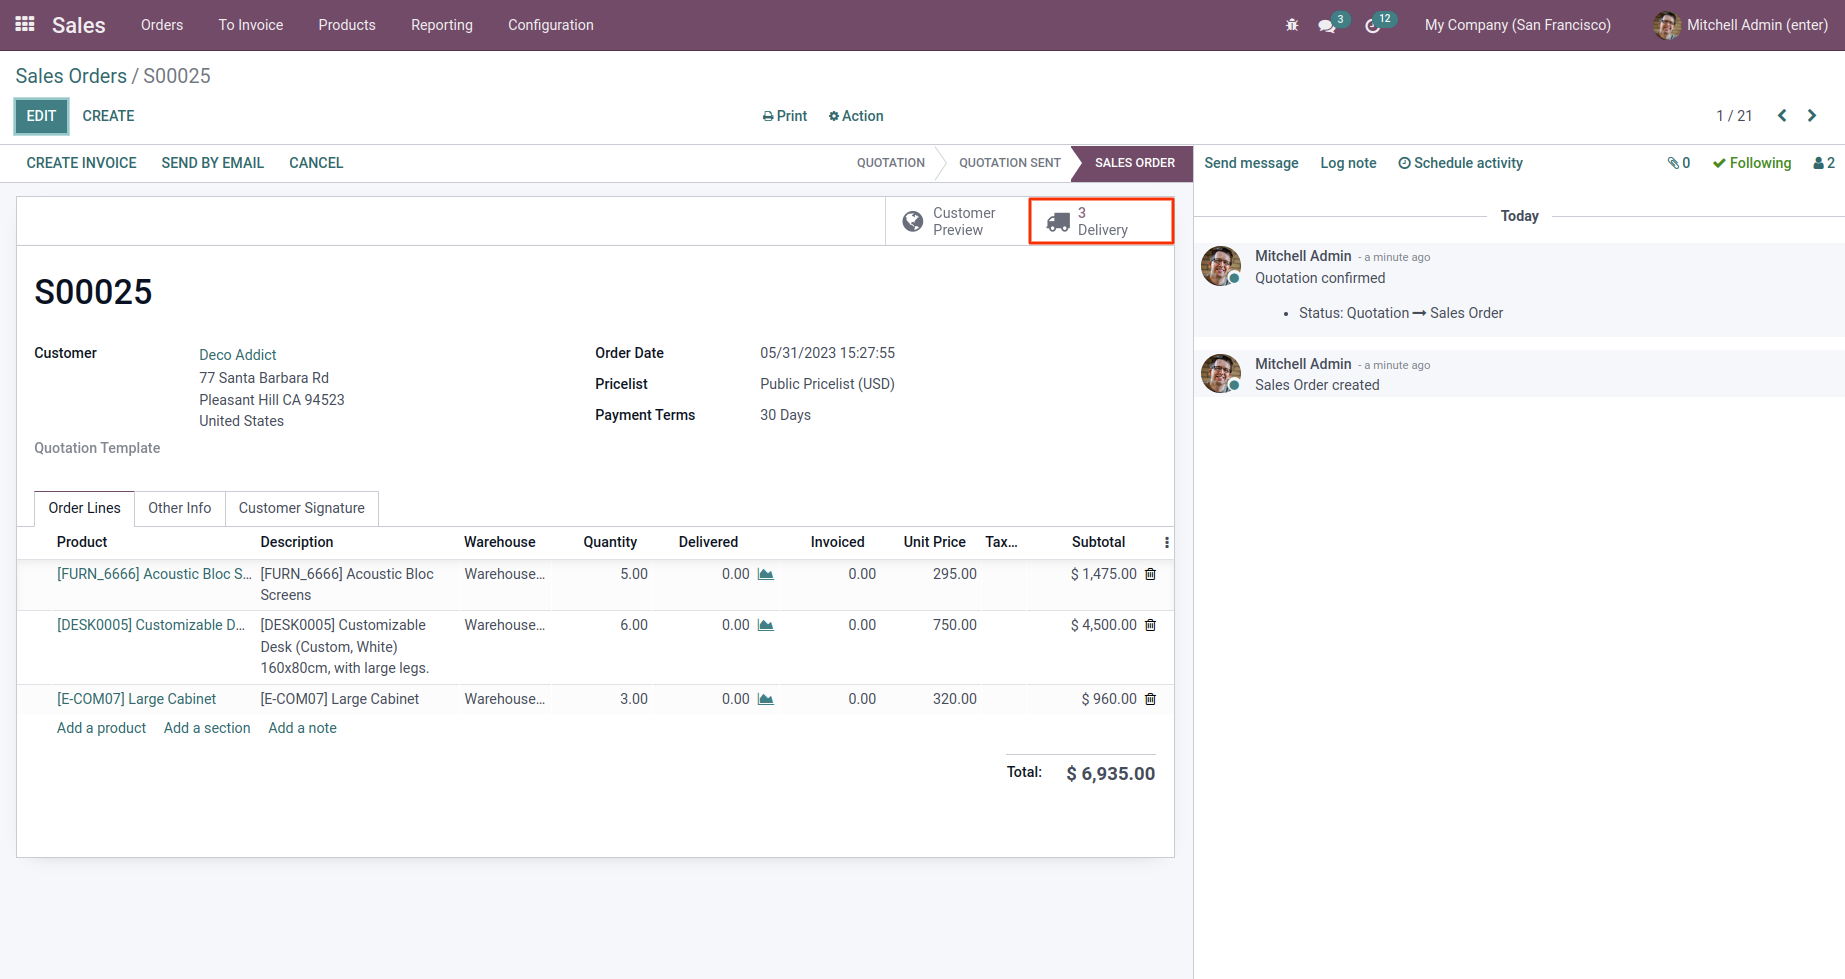 Sales Orders To Invoice Products Reporting Configuration 3 12 My Company (San Francisco) Mitchell Admin (enter)
Sales Orders / S00025
EDIT CREATE Print Action 1 / 21
CREATE INVOICE SEND BY EMAIL CANCEL QUOTATION QUOTATION SENT SALES ORDER
Send message Log note Schedule activity 0 Following 2
Customer
Preview
3
Delivery
S00025
Customer
Deco Addict
77 Santa Barbara Rd
Pleasant Hill CA 94523
United States
Quotation Template
Order Date 05/31/2023 15:27:55
Pricelist Public Pricelist (USD)
Payment Terms 30 Days
Order Lines Other Info Customer Signature
Product Description Warehouse Quantity Delivered Invoiced Unit Price Tax... Subtotal
[FURN_6666] Acoustic Bloc S... [FURN_6666] Acoustic Bloc Warehouse... 5.00 0.00 0.00 295.00 $ 1,475.00
Screens
[DESK0005] Customizable D... [DESK0005] Customizable Warehouse... 6.00 0.00 0.00 750.00 $ 4,500.00
Desk (Custom, White)
160x80cm, with large legs.
[E-COM07] Large Cabinet [E-COM07] Large Cabinet Warehouse... 3.00 0.00 0.00 320.00 $ 960.00
Add a product Add a section Add a note
Total: $ 6,935.00
Today
Mitchell Admin - a minute ago
Quotation confirmed
• Status: Quotation → Sales Order
Mitchell Admin - a minute ago
Sales Order created